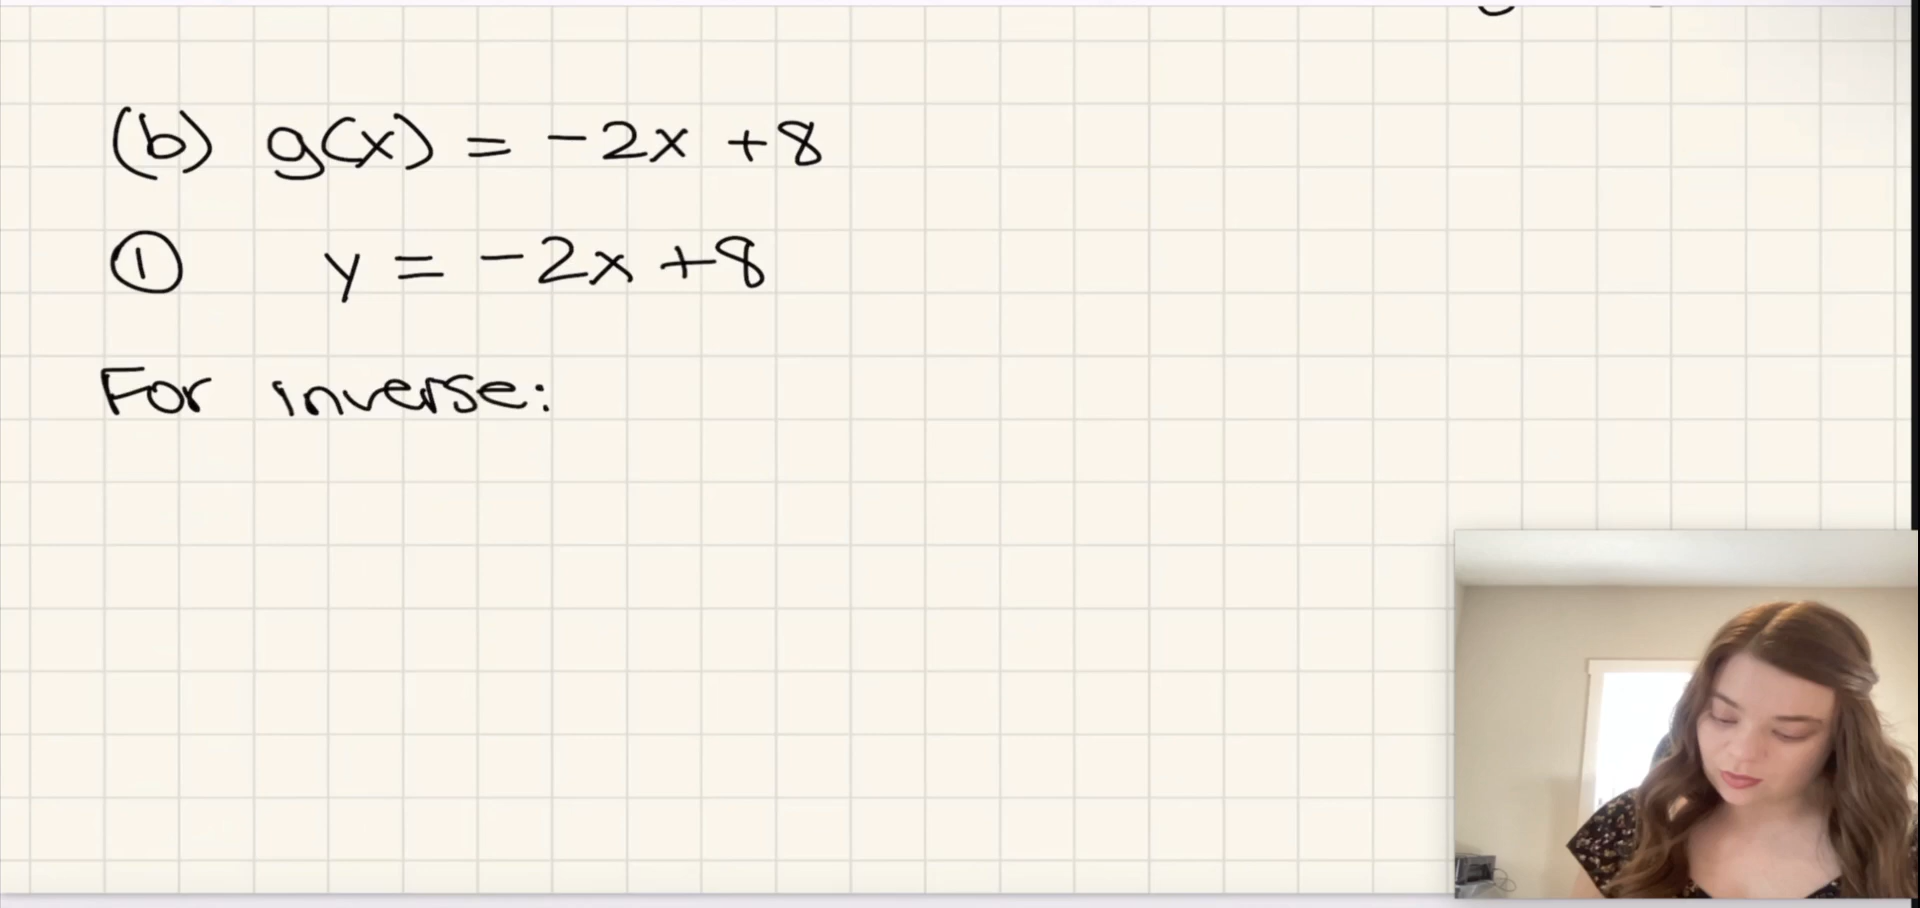 (b) g(x) = -2x +8
① y = -2x +8
For inverse: